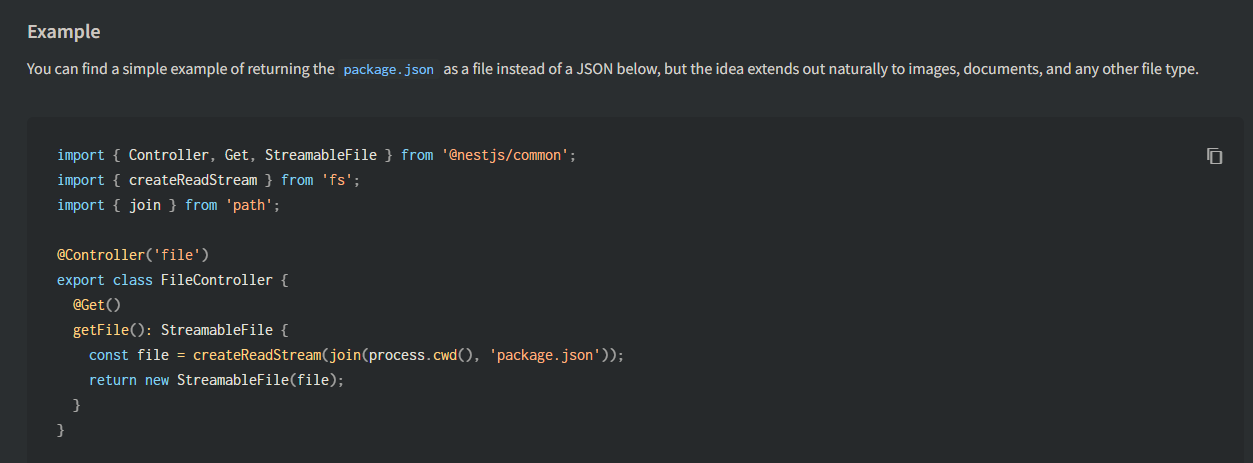 Example
You can find a simple example of returning the package.json as a file instead of a JSON below, but the idea extends out naturally to images, documents, and any other file type.
import { Controller, Get, StreamableFile } from '@nestjs/common';
import { createReadStream } from 'fs';
import { join } from 'path';
@Controller('file')
export class FileController {
  @Get()
  getFile(): StreamableFile {
    const file = createReadStream(join(process.cwd(), 'package.json'));
    return new StreamableFile(file);
  }
}